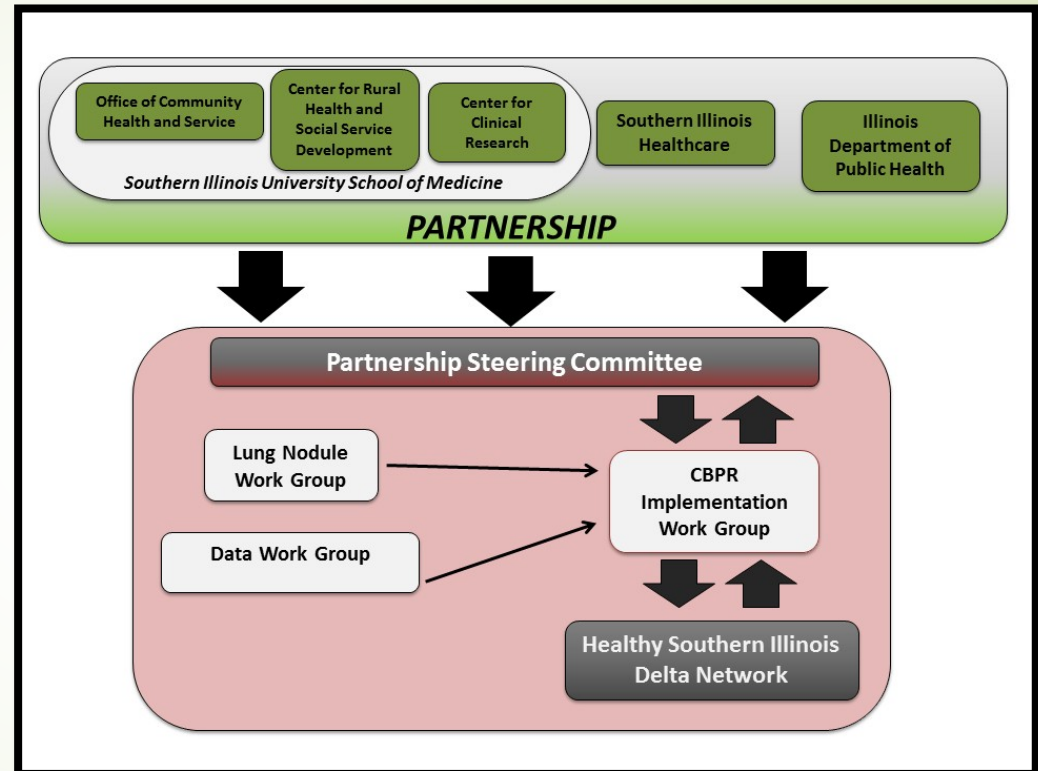 Office of Community
Health and Service
Center for Rural
Health and
Social Service
Development
Center for
Clinical
Research
Southern Illinois
Healthcare
Illinois
Department of
Public Health
Southern Illinois University School of Medicine
PARTNERSHIP
Partnership Steering Committee
Lung Nodule
Work Group
CBPR
Implementation
Work Group
Data Work Group
Healthy Southern Illinois
Delta Network